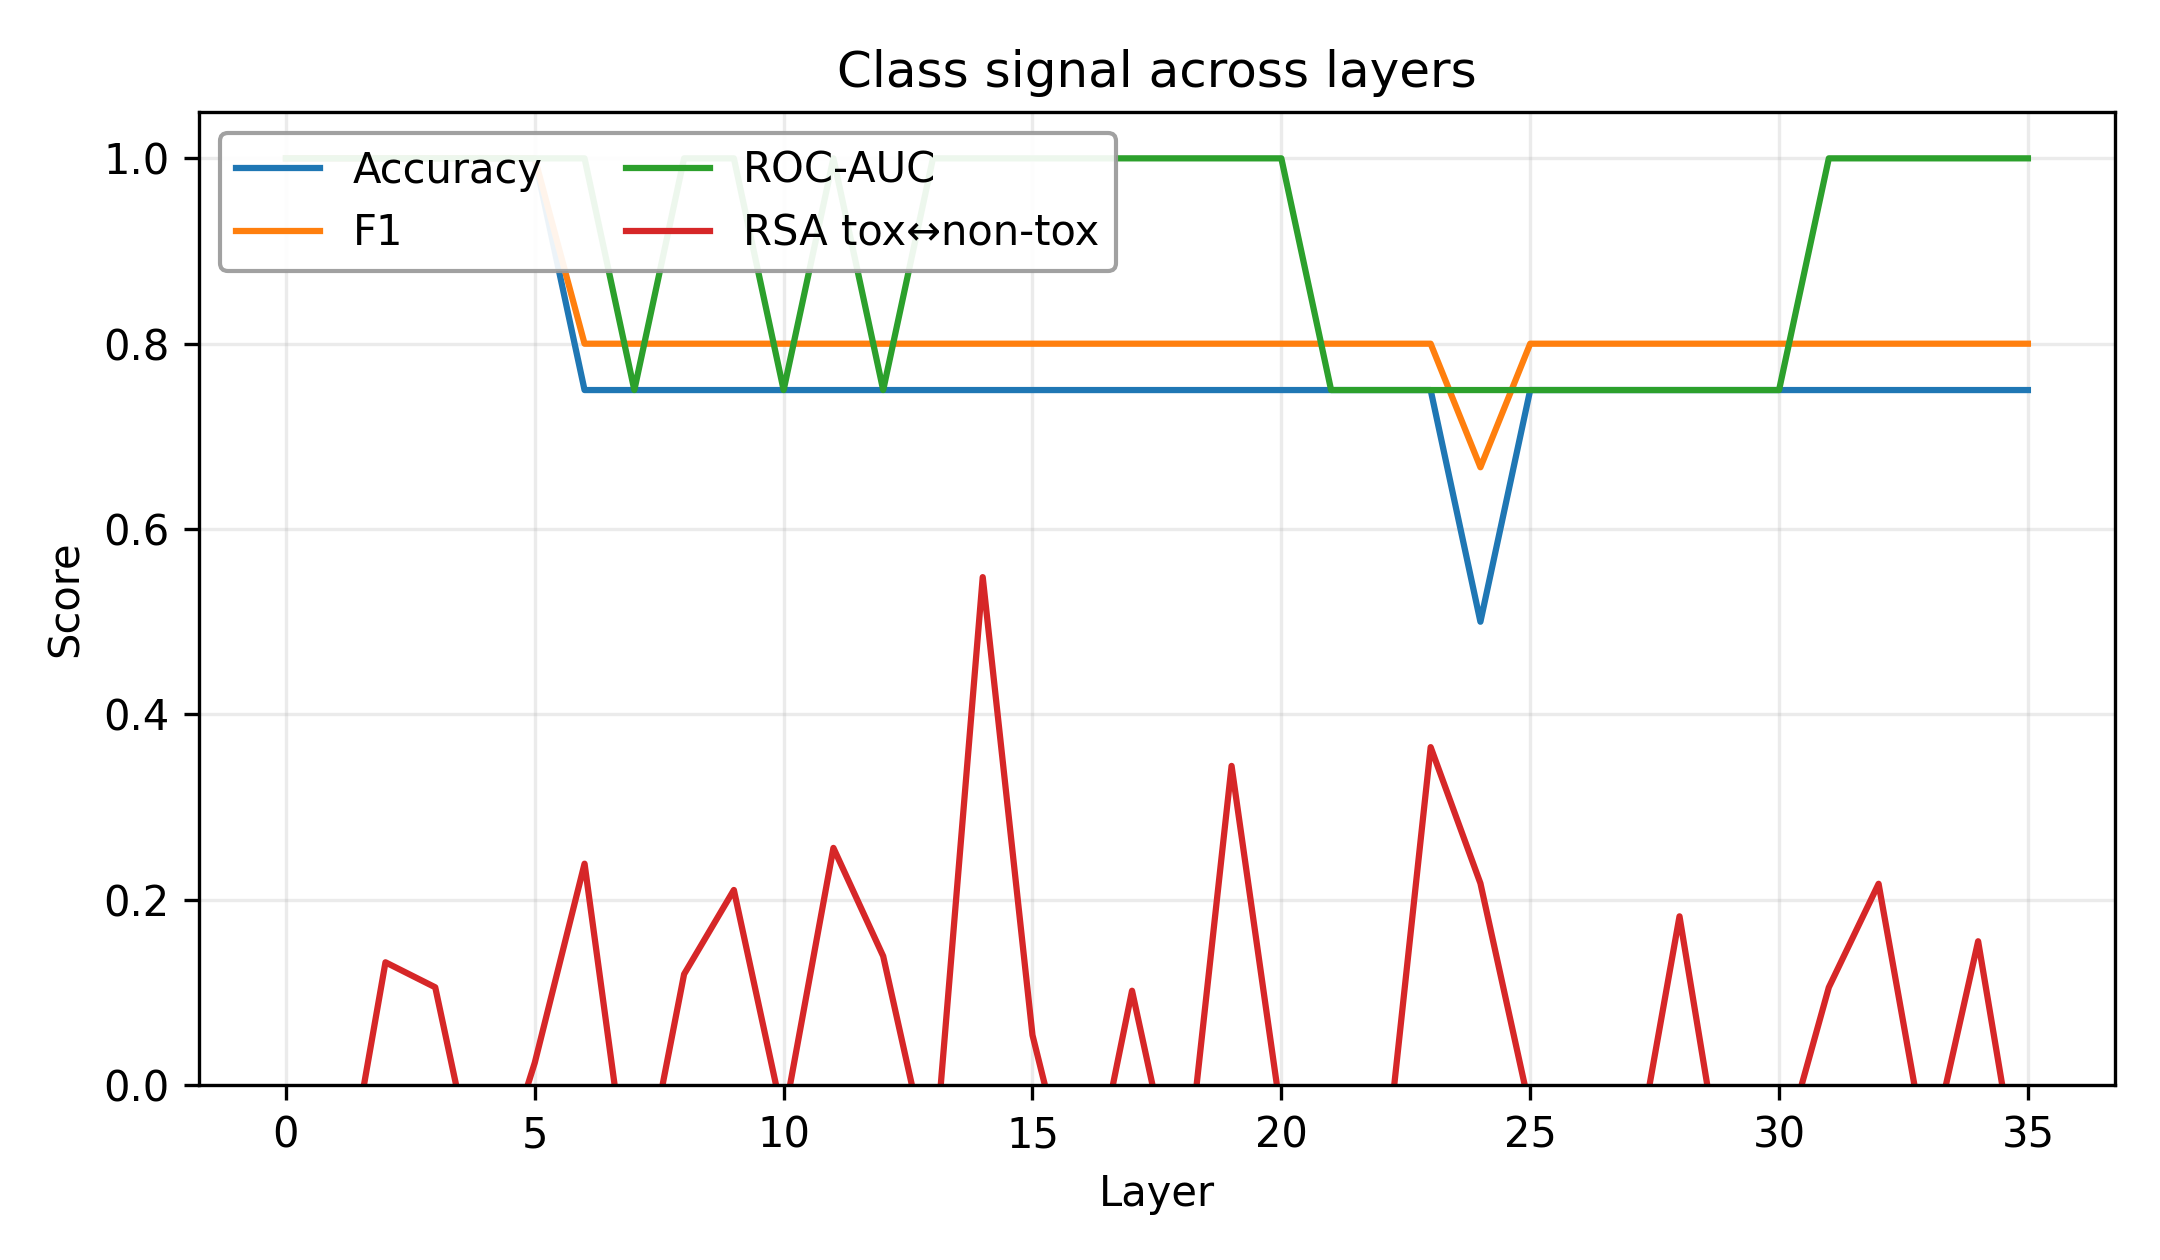 Class signal across layers
Accuracy
F1
ROC-AUC
RSA tox↔non-tox
Score
1.0
0.8
0.6
0.4
0.2
0.0
0 5 10 15 20 25 30 35
Layer